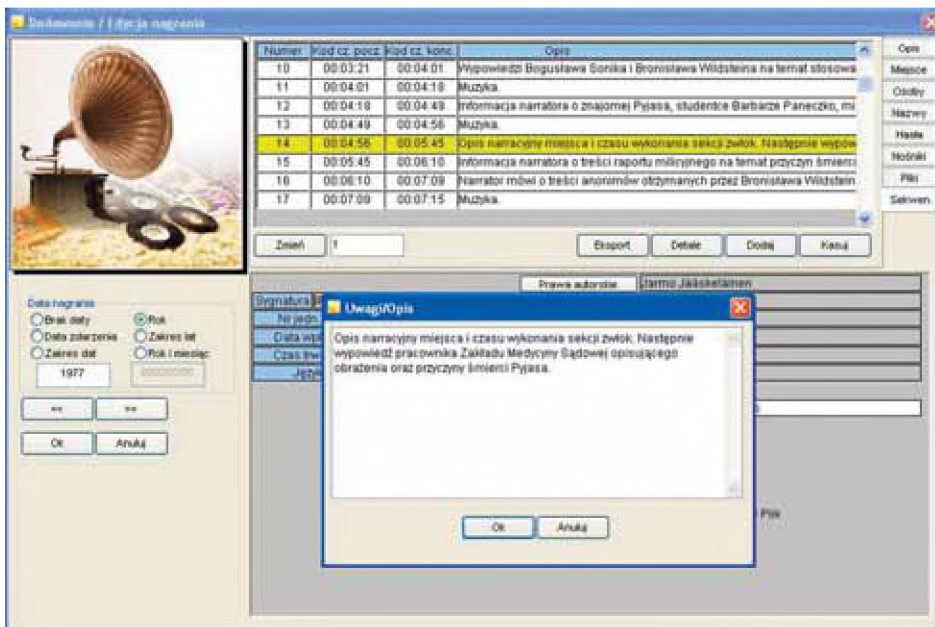 Dodawanie / Edycja nagrania
Numer Kod cz. pocz. Kod cz. konc. Opis
10 00:03:21 00:04:01 Wypowiedzi Bogusława Sonika i Bronisława Wildsteina na temat stosowa
11 00:04:01 00:04:18 Muzyka.
12 00:04:18 00:04:49 Informacja narratora o znajomej Pyjasa, studentce Barbarze Paneczko, mi
13 00:04:49 00:04:56 Muzyka.
14 00:04:56 00:05:45 Opis narracyjny miejsca i czasu wykonania sekcji zwłok. Następnie wypow
15 00:05:45 00:06:10 Informacja narratora o treści raportu milicyjnego na temat przyczyn śmierci
16 00:06:10 00:07:09 Narrator mówi o treści anonimów otrzymanych przez Bronisława Wildstein
17 00:07:09 00:07:15 Muzyka.
Opis
Miejsce
Osoby
Nazwy
Hasła
Nośniki
Pliki
Sekwen.
Zmień 1 Eksport Detale Dodaj Kasuj
Prawa autorskie Jarmo Jääskeläinen
Sygnatura
Nr jedn.
Data wp
Czas trw
Język
Data nagrania
Brak daty Rok
Data zdarzenia Zakres lat
Zakres dat Rok i miesiąc
1977
<< >>
Ok Anuluj
Uwagi/Opis
Opis narracyjny miejsca i czasu wykonania sekcji zwłok. Następnie
wypowiedź pracownika Zakładu Medycyny Sądowej opisującego
obrażenia oraz przyczyny śmierci Pyjasa.
Ok Anuluj
Plik